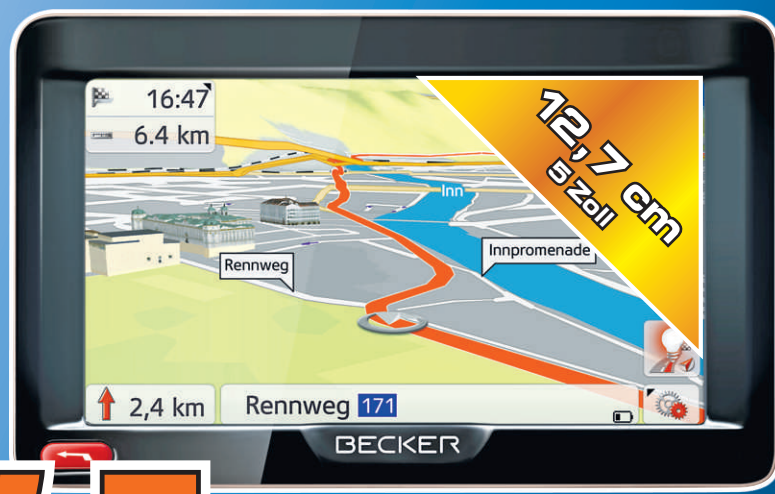 16:47
6.4 km
12,7 cm
5 Zoll
Inn
Rennweg
Innpromenade
2,4 km
Rennweg 171
BECKER